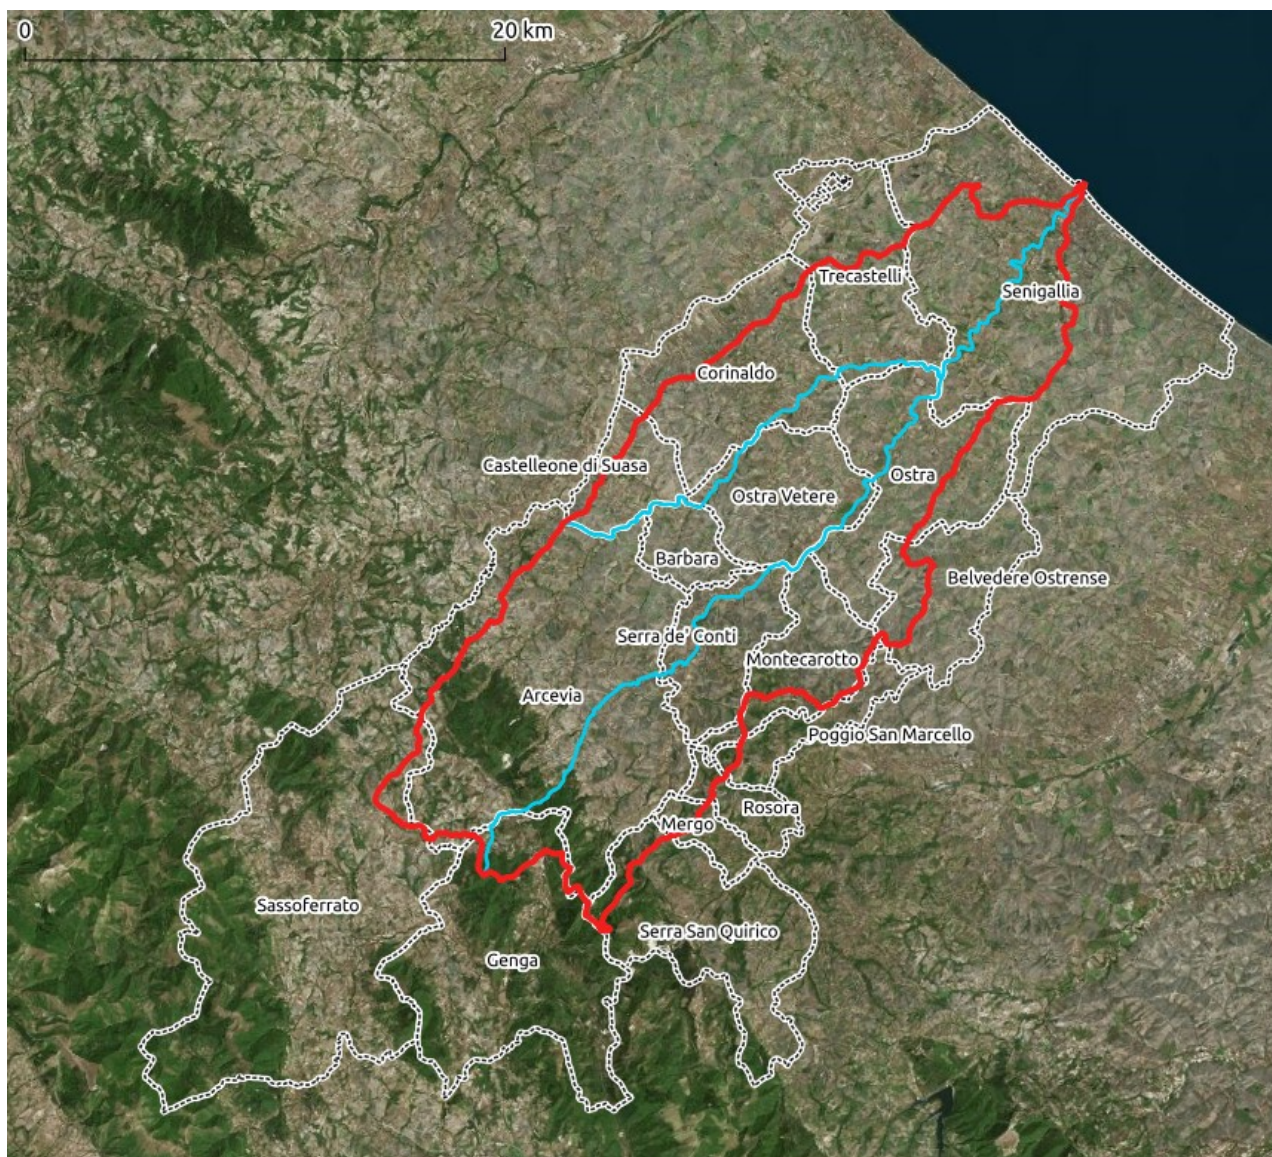 0 20 km
Trecastelli
Senigallia
Corinaldo
Castelleone di Suasa
Ostra
Ostra Vetere
Barbara
Belvedere Ostrense
Serra de' Conti
Montecarotto
Arcevia
Poggio San Marcello
Rosora
Mergo
Sassoferrato
Serra San Quirico
Genga